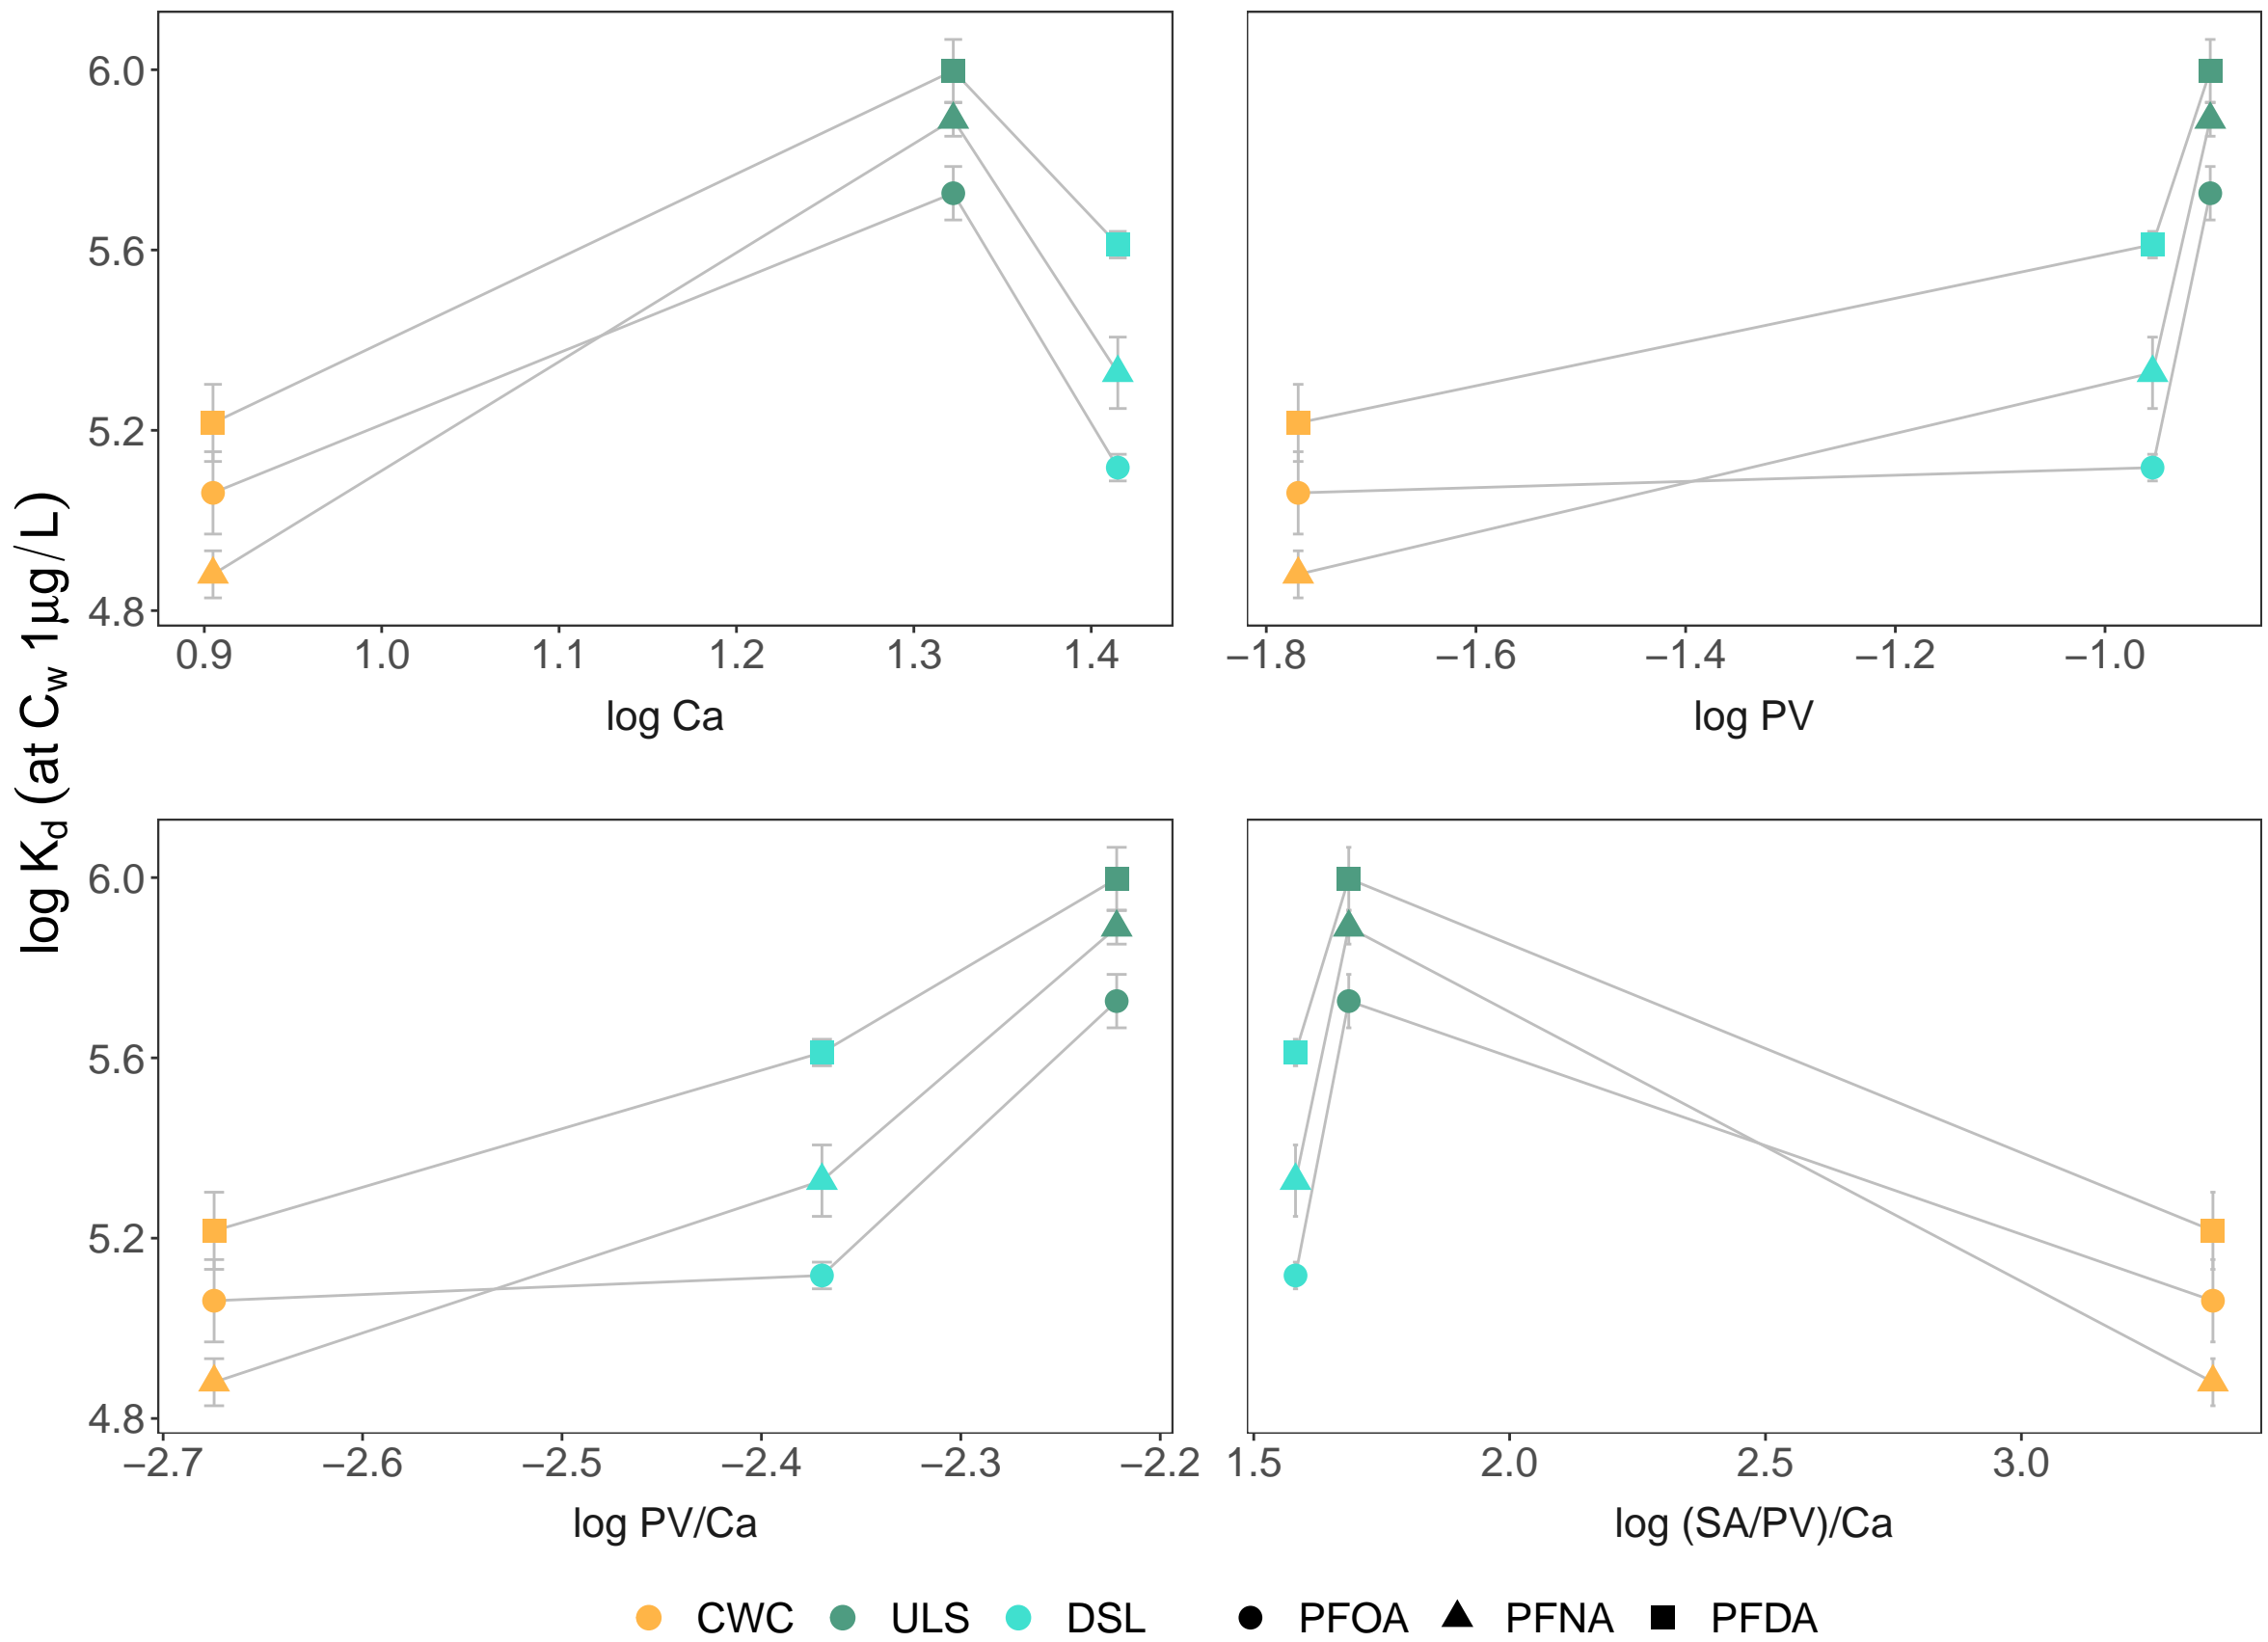 log Kd (at Cw 1μg/L)
6.0
5.6
5.2
4.8
0.9 1.0 1.1 1.2 1.3 1.4
log Ca
−1.8 −1.6 −1.4 −1.2 −1.0
log PV
6.0
5.6
5.2
4.8
−2.7 −2.6 −2.5 −2.4 −2.3 −2.2
log PV/Ca
1.5 2.0 2.5 3.0
log (SA/PV)/Ca
CWC ULS DSL PFOA PFNA PFDA